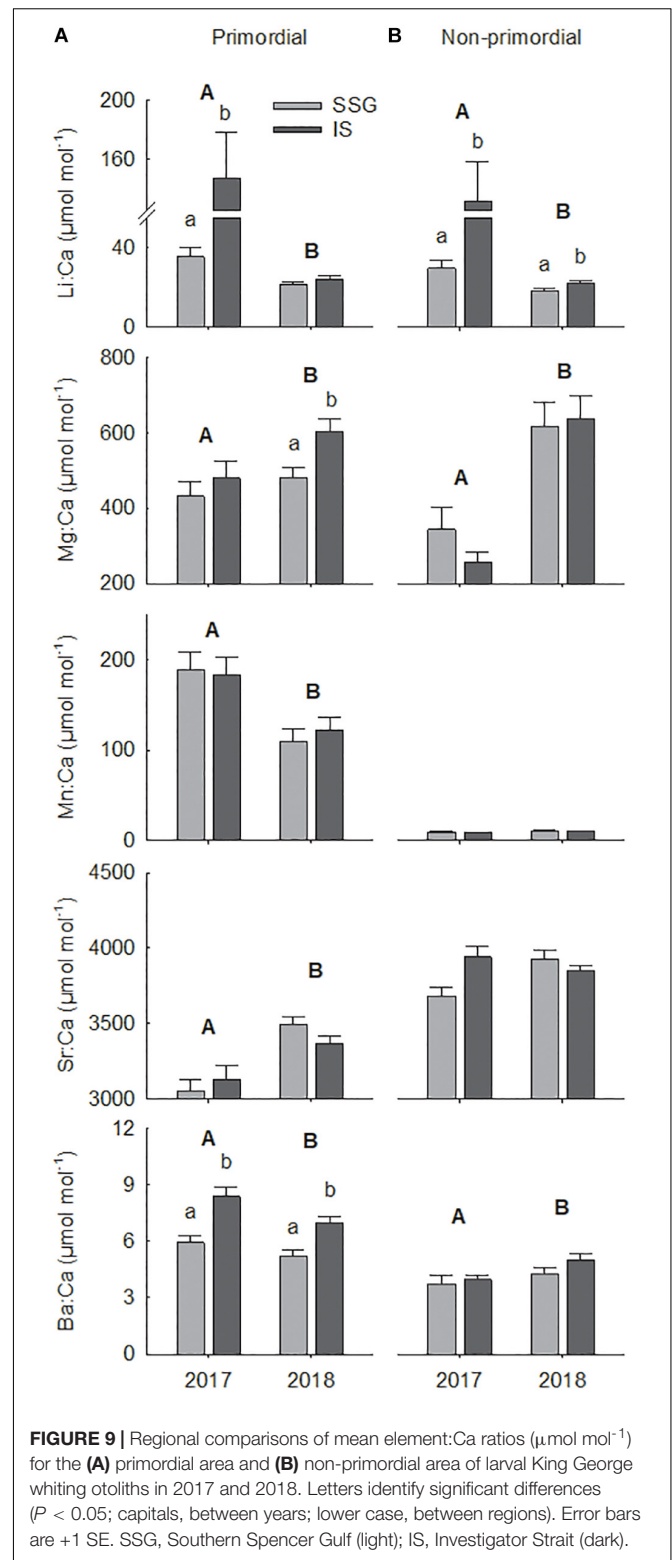 A Primordial B Non-primordial
200
160
40
0
Li:Ca (µmol mol⁻¹)
A
b
a
B
SSG
IS
A
b
a
B
a b
800
600
400
200
Mg:Ca (µmol mol⁻¹)
A
B
a
b
A
B
200
100
0
Mn:Ca (µmol mol⁻¹)
A
B
4500
4000
3500
3000
Sr:Ca (µmol mol⁻¹)
A
B
12
9
6
3
0
Ba:Ca (µmol mol⁻¹)
A
a
b
B
a
b
A
B
2017 2018 2017 2018
FIGURE 9 | Regional comparisons of mean element:Ca ratios (µmol mol⁻¹)
for the (A) primordial area and (B) non-primordial area of larval King George
whiting otoliths in 2017 and 2018. Letters identify significant differences
(P < 0.05; capitals, between years; lower case, between regions). Error bars
are +1 SE. SSG, Southern Spencer Gulf (light); IS, Investigator Strait (dark).